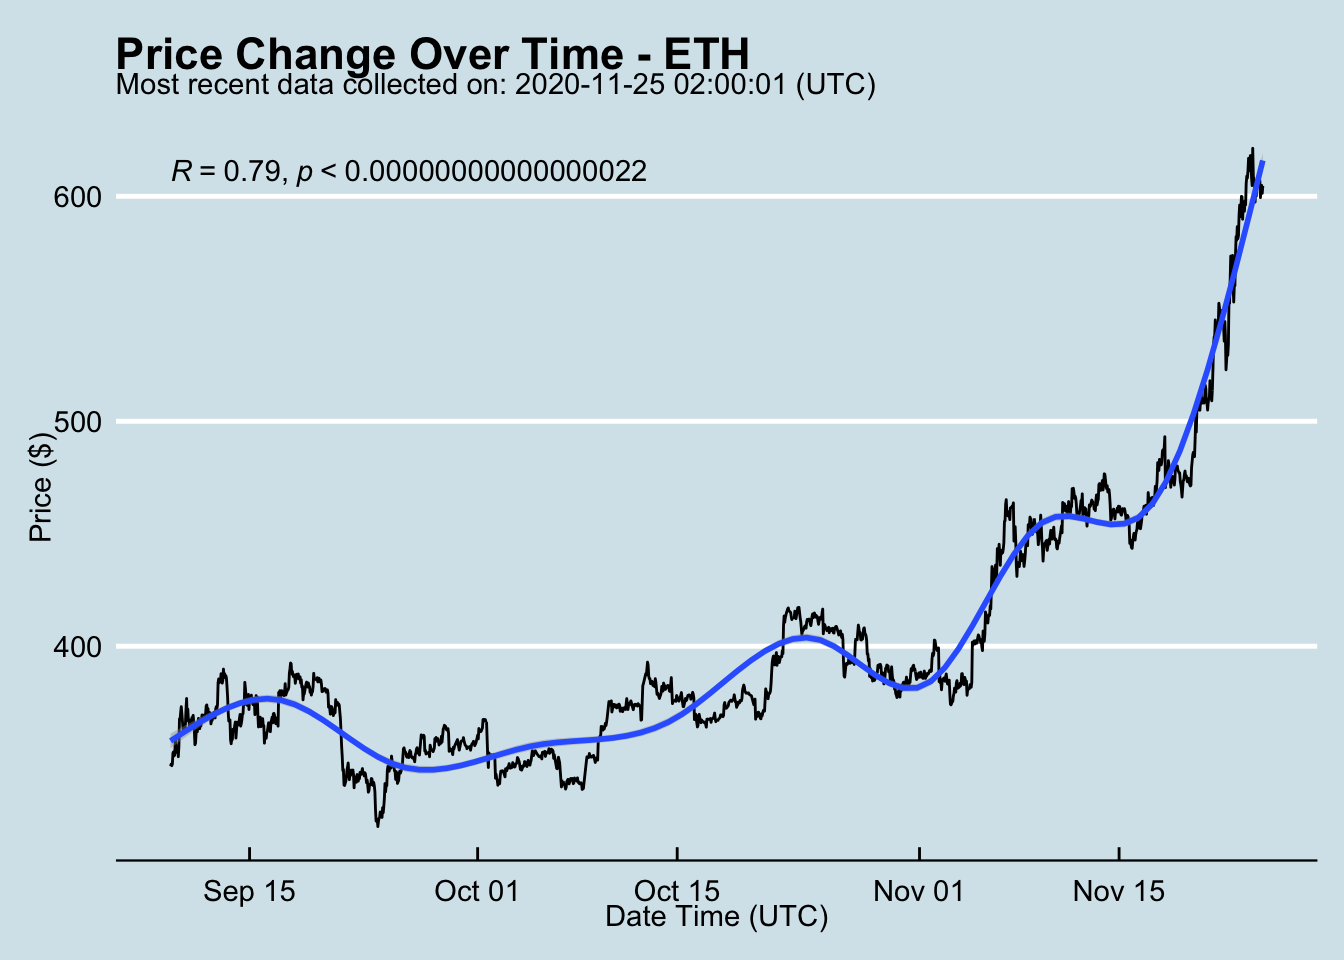 Price Change Over Time - ETH
Most recent data collected on: 2020-11-25 02:00:01 (UTC)
R = 0.79, p < 0.00000000000000022
600
500
400
Price ($)
Sep 15 Oct 01 Oct 15 Nov 01 Nov 15
Date Time (UTC)